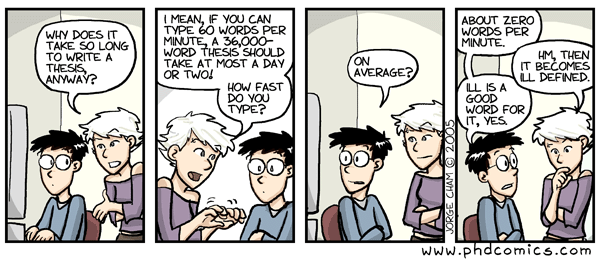 WHY DOES IT
TAKE SO LONG
TO WRITE A
THESIS,
ANYWAY?
I MEAN, IF YOU CAN
TYPE 60 WORDS PER
MINUTE, A 36,000-
WORD THESIS SHOULD
TAKE AT MOST A DAY
OR TWO!
HOW FAST
DO YOU
TYPE?
ON
AVERAGE?
ABOUT ZERO
WORDS PER
MINUTE.
HM, THEN
IT BECOMES
ILL DEFINED.
ILL IS A
GOOD
WORD FOR
IT, YES.
JORGE CHAM © 2005
www.phdcomics.com